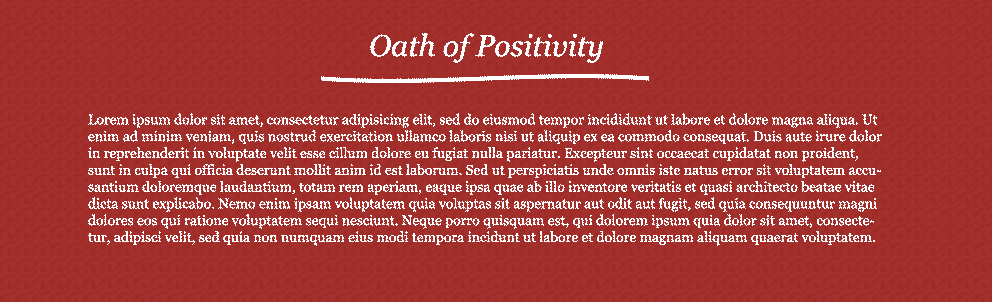 Oath of Positivity
Lorem ipsum dolor sit amet, consectetur adipisicing elit, sed do eiusmod tempor incididunt ut labore et dolore magna aliqua. Ut
enim ad minim veniam, quis nostrud exercitation ullamco laboris nisi ut aliquip ex ea commodo consequat. Duis aute irure dolor
in reprehenderit in voluptate velit esse cillum dolore eu fugiat nulla pariatur. Excepteur sint occaecat cupidatat non proident,
sunt in culpa qui officia deserunt mollit anim id est laborum. Sed ut perspiciatis unde omnis iste natus error sit voluptatem accu-
santium doloremque laudantium, totam rem aperiam, eaque ipsa quae ab illo inventore veritatis et quasi architecto beatae vitae
dicta sunt explicabo. Nemo enim ipsam voluptatem quia voluptas sit aspernatur aut odit aut fugit, sed quia consequuntur magni
dolores eos qui ratione voluptatem sequi nesciunt. Neque porro quisquam est, qui dolorem ipsum quia dolor sit amet, consecte-
tur, adipisci velit, sed quia non numquam eius modi tempora incidunt ut labore et dolore magnam aliquam quaerat voluptatem.